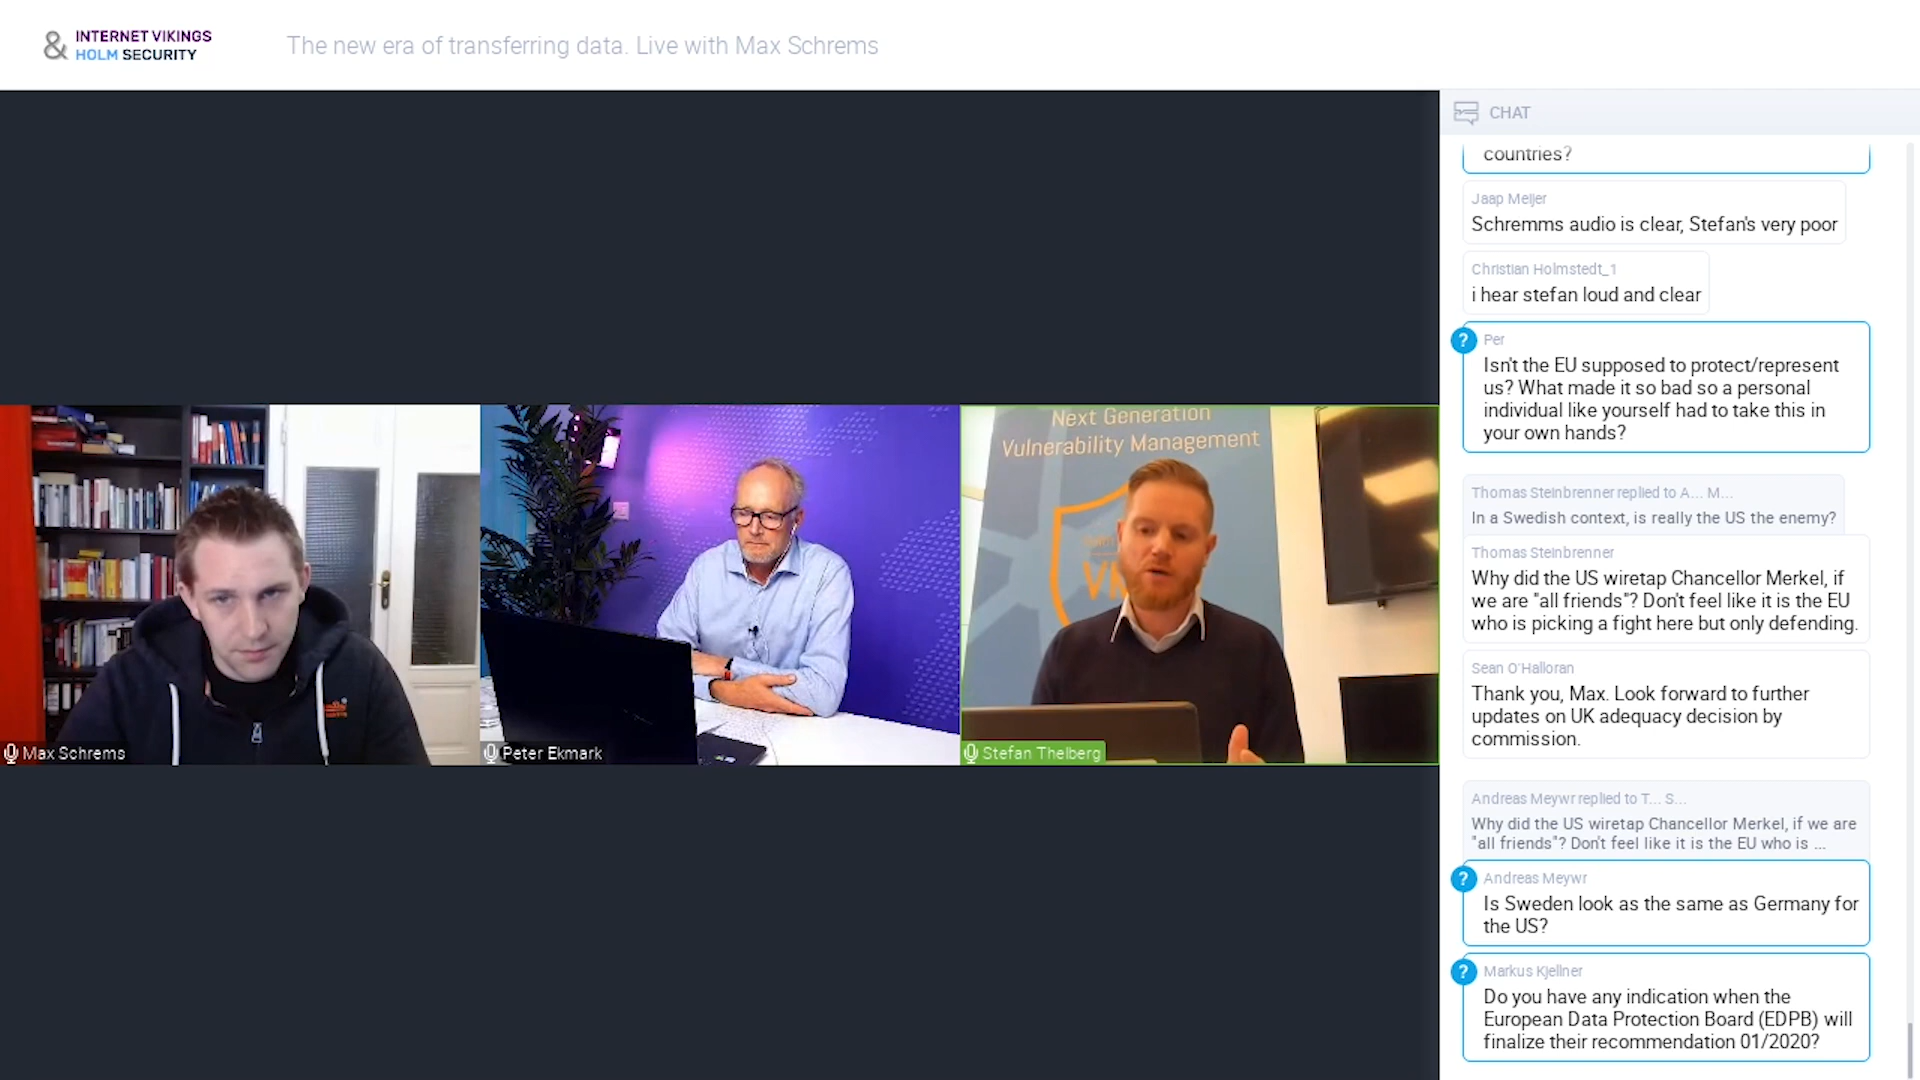 INTERNET VIKINGS
& HOLM SECURITY
The new era of transferring data. Live with Max Schrems
CHAT
countries?
Jaap Meijer
Schremms audio is clear, Stefan's very poor
Christian Holmstedt_1
i hear stefan loud and clear
? Per
Isn't the EU supposed to protect/represent
us? What made it so bad so a personal
individual like yourself had to take this in
your own hands?
Thomas Steinbrenner replied to A... M...
In a Swedish context, is really the US the enemy?
Thomas Steinbrenner
Why did the US wiretap Chancellor Merkel, if
we are "all friends"? Don't feel like it is the EU
who is picking a fight here but only defending.
Sean O'Halloran
Thank you, Max. Look forward to further
updates on UK adequacy decision by
commission.
Andreas Meywr replied to T... S...
Why did the US wiretap Chancellor Merkel, if we are
"all friends"? Don't feel like it is the EU who is ...
? Andreas Meywr
Is Sweden look as the same as Germany for
the US?
? Markus Kjellner
Do you have any indication when the
European Data Protection Board (EDPB) will
finalize their recommendation 01/2020?
Next Generation
Vulnerability Management
Max Schrems
Peter Ekmark
Stefan Thelberg